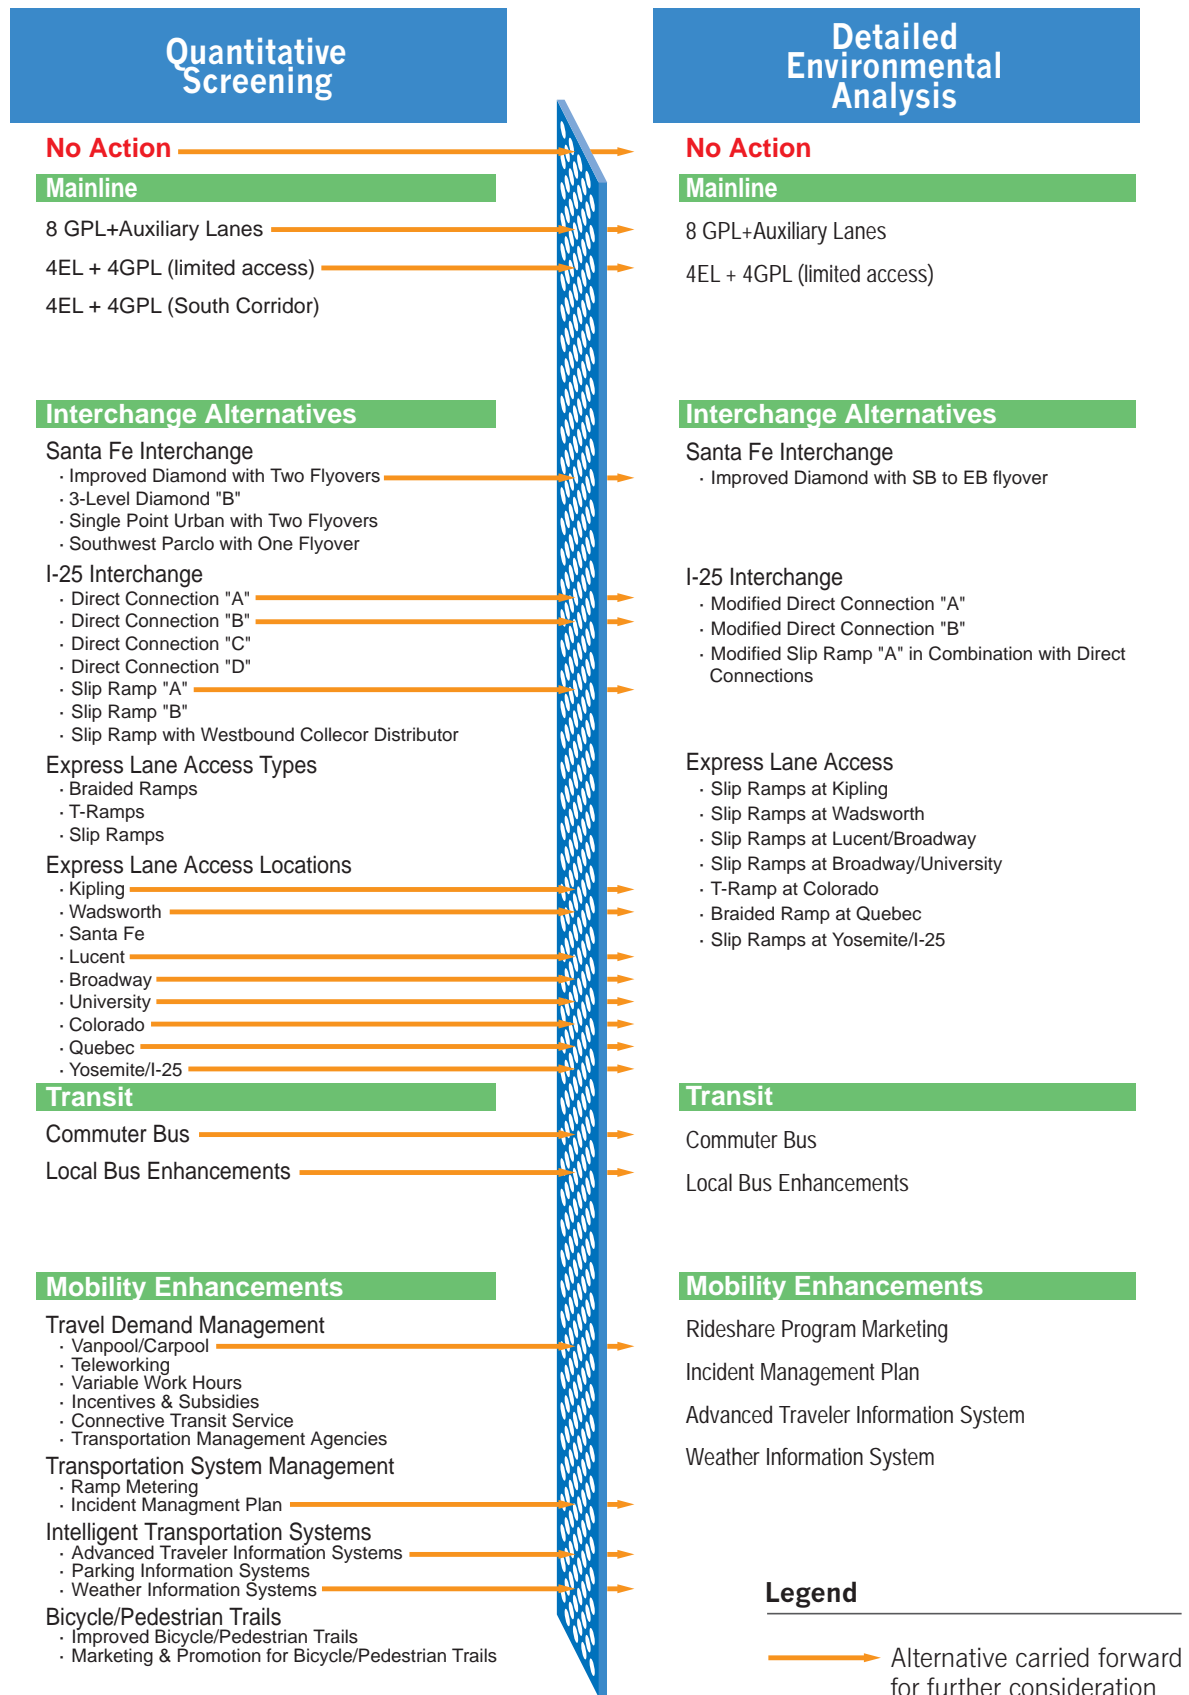 Quantitative
Screening
No Action
Mainline
8 GPL+Auxiliary Lanes
4EL + 4GPL (limited access)
4EL + 4GPL (South Corridor)
Interchange Alternatives
Santa Fe Interchange
· Improved Diamond with Two Flyovers
· 3-Level Diamond "B"
· Single Point Urban with Two Flyovers
· Southwest Parclo with One Flyover
I-25 Interchange
· Direct Connection "A"
· Direct Connection "B"
· Direct Connection "C"
· Direct Connection "D"
· Slip Ramp "A"
· Slip Ramp "B"
· Slip Ramp with Westbound Collecor Distributor
Express Lane Access Types
· Braided Ramps
· T-Ramps
· Slip Ramps
Express Lane Access Locations
· Kipling
· Wadsworth
· Santa Fe
· Lucent
· Broadway
· University
· Colorado
· Quebec
· Yosemite/I-25
Transit
Commuter Bus
Local Bus Enhancements
Mobility Enhancements
Travel Demand Management
· Vanpool/Carpool
· Teleworking
· Variable Work Hours
· Incentives & Subsidies
· Connective Transit Service
· Transportation Management Agencies
Transportation System Management
· Ramp Metering
· Incident Managment Plan
Intelligent Transportation Systems
· Advanced Traveler Information Systems
· Parking Information Systems
· Weather Information Systems
Bicycle/Pedestrian Trails
· Improved Bicycle/Pedestrian Trails
· Marketing & Promotion for Bicycle/Pedestrian Trails
Detailed
Environmental
Analysis
No Action
Mainline
8 GPL+Auxiliary Lanes
4EL + 4GPL (limited access)
Interchange Alternatives
Santa Fe Interchange
· Improved Diamond with SB to EB flyover
I-25 Interchange
· Modified Direct Connection "A"
· Modified Direct Connection "B"
· Modified Slip Ramp "A" in Combination with Direct
Connections
Express Lane Access
· Slip Ramps at Kipling
· Slip Ramps at Wadsworth
· Slip Ramps at Lucent/Broadway
· Slip Ramps at Broadway/University
· T-Ramp at Colorado
· Braided Ramp at Quebec
· Slip Ramps at Yosemite/I-25
Transit
Commuter Bus
Local Bus Enhancements
Mobility Enhancements
Rideshare Program Marketing
Incident Management Plan
Advanced Traveler Information System
Weather Information System
Legend
Alternative carried forward
for further consideration